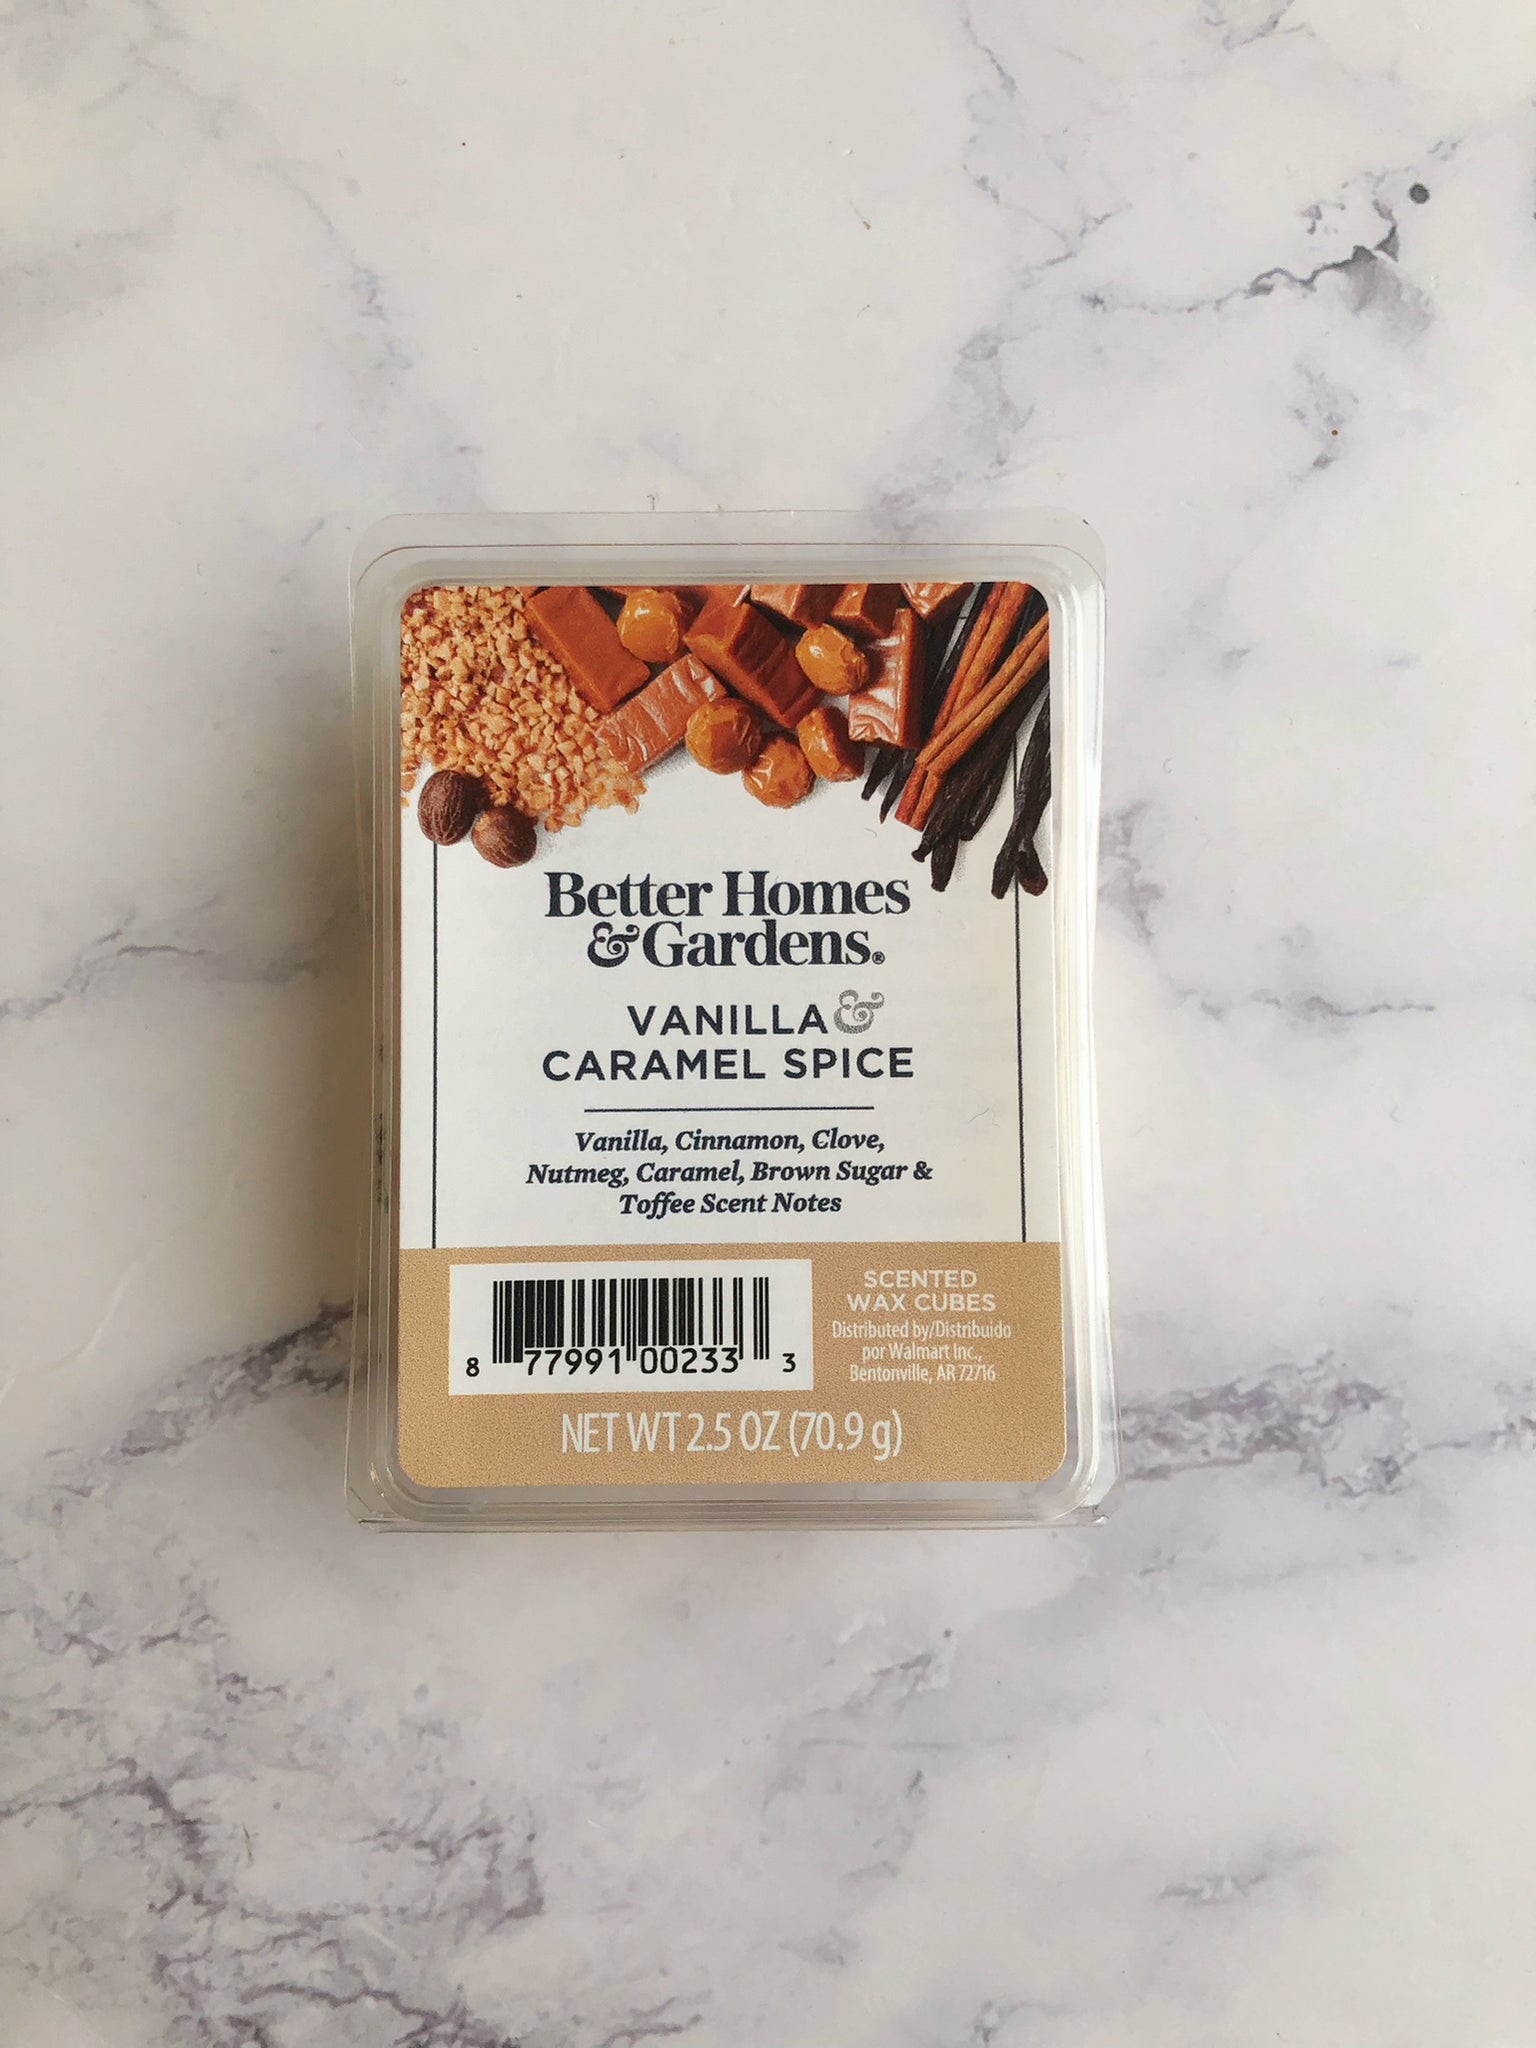 Better Homes
& Gardens®
VANILLA &
CARAMEL SPICE
Vanilla, Cinnamon, Clove,
Nutmeg, Caramel, Brown Sugar &
Toffee Scent Notes
8 77991 00233 3
SCENTED
WAX CUBES
Distributed by/Distribuido
por Walmart Inc.,
Bentonville, AR 72716
NET WT 2.5 OZ (70.9 g)